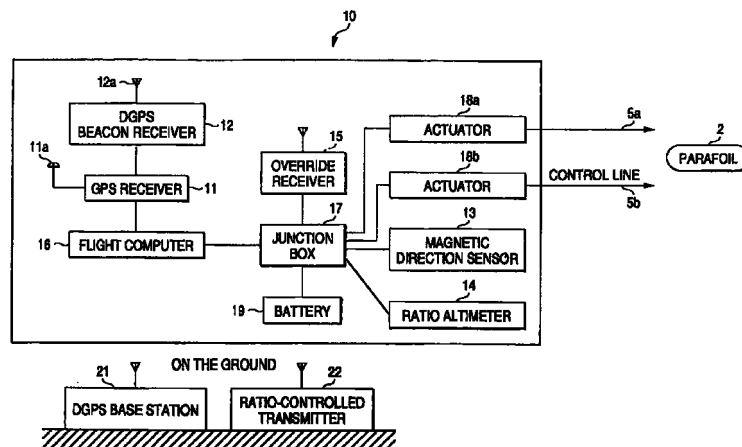 10
12a
DGPS
BEACON RECEIVER
12
11a
GPS RECEIVER
11
16
FLIGHT COMPUTER
15
OVERRIDE
RECEIVER
17
JUNCTION
BOX
19
BATTERY
18a
ACTUATOR
5a
18b
ACTUATOR
CONTROL LINE
5b
2
PARAFOIL
13
MAGNETIC
DIRECTION SENSOR
14
RATIO ALTIMETER
ON THE GROUND
21
DGPS BASE STATION
22
RATIO-CONTROLLED
TRANSMITTER